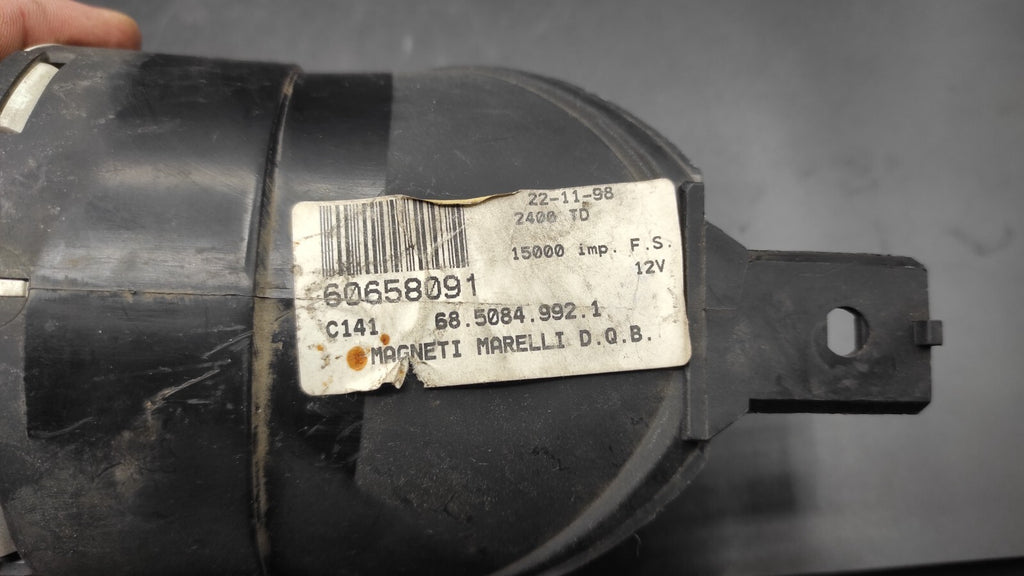 22-11-98
2400 TD
15000 imp. F.S.
12V
60658091
C141 68.5084.992.1
MAGNETI MARELLI D.Q.B.